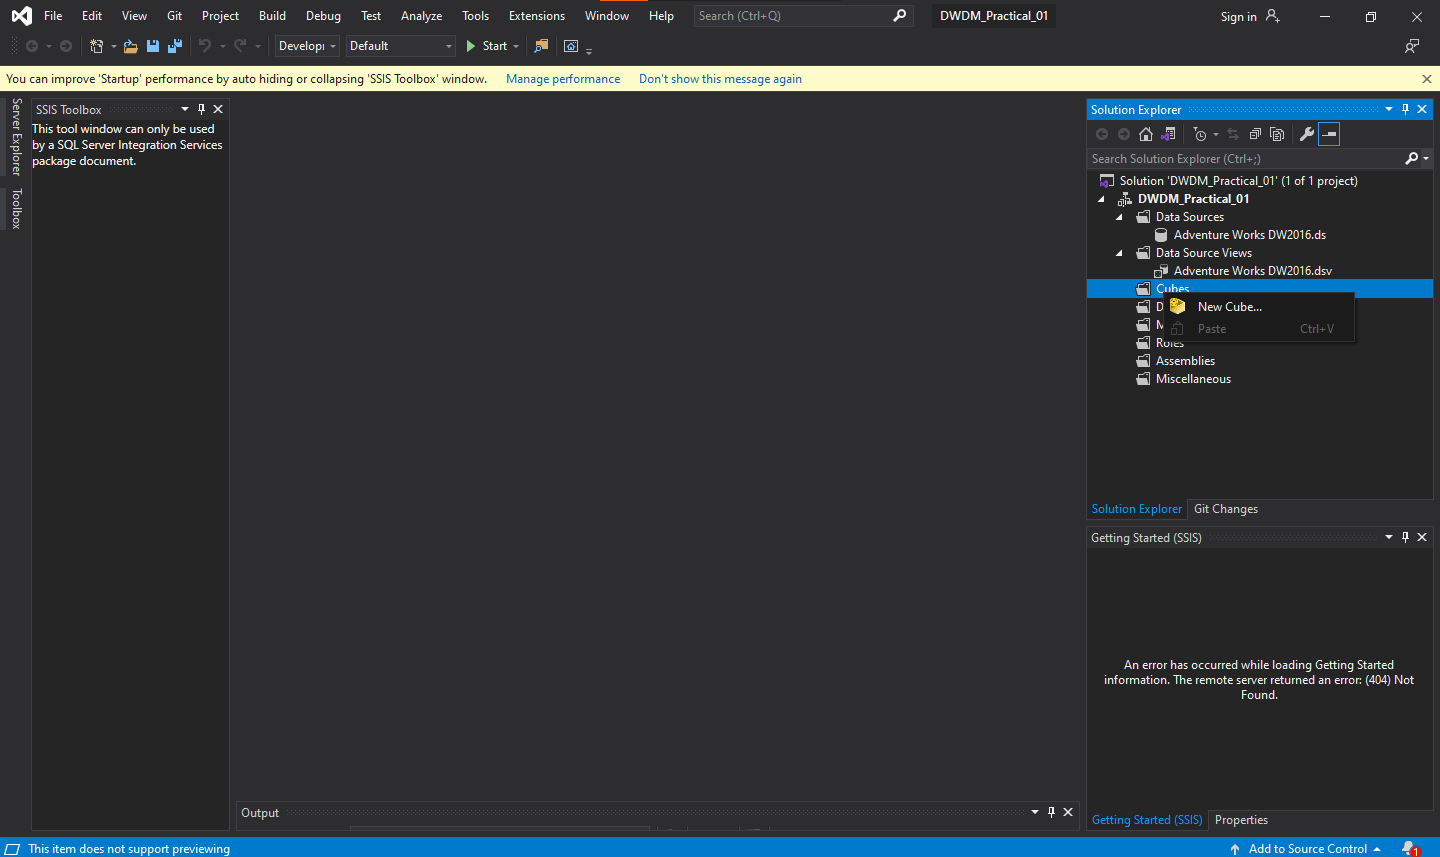 File Edit View Git Project Build Debug Test Analyze Tools Extensions Window Help Search (Ctrl+Q) DWDM_Practical_01 Sign in
Developi Default Start
You can improve 'Startup' performance by auto hiding or collapsing 'SSIS Toolbox' window. Manage performance Don't show this message again
Server Explorer
Toolbox
SSIS Toolbox
This tool window can only be used
by a SQL Server Integration Services
package document.
Solution Explorer
Search Solution Explorer (Ctrl+;)
Solution 'DWDM_Practical_01' (1 of 1 project)
DWDM_Practical_01
Data Sources
Adventure Works DW2016.ds
Data Source Views
Adventure Works DW2016.dsv
Cubes
New Cube...
Paste Ctrl+V
Roles
Assemblies
Miscellaneous
Solution Explorer Git Changes
Getting Started (SSIS)
An error has occurred while loading Getting Started
information. The remote server returned an error: (404) Not
Found.
Output
Getting Started (SSIS) Properties
This item does not support previewing Add to Source Control 1